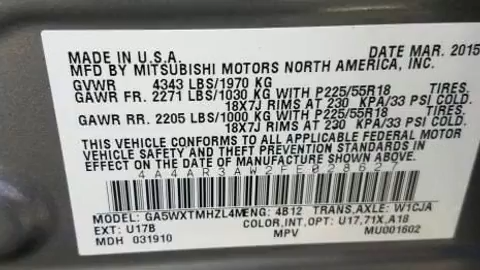 MADE IN U.S.A. DATE MAR. 2015
MFD BY MITSUBISHI MOTORS NORTH AMERICA, INC.
GVWR 4343 LBS/1970 KG
GAWR FR. 2271 LBS/1030 KG WITH P225/55R18 TIRES.
18X7J RIMS AT 230 KPA/33 PSI COLD.
GAWR RR. 2205 LBS/1000 KG WITH P225/55R18 TIRES.
18X7J RIMS AT 230 KPA/33 PSI COLD.
THIS VEHICLE CONFORMS TO ALL APPLICABLE FEDERAL MOTOR
VEHICLE SAFETY AND THEFT PREVENTION STANDARDS IN
EFFECT ON THE DATE OF MANUFACTURE SHOWN ABOVE.
4A4AR3AW2FE028627
TYPE: GA5WXTMHZL4M ENG: 4B12 TRANS,AXLE: W1CJA
EXT: U17B COLOR,INT,OPT: U17,71X,A18
MDH 031910 MPV MU001602